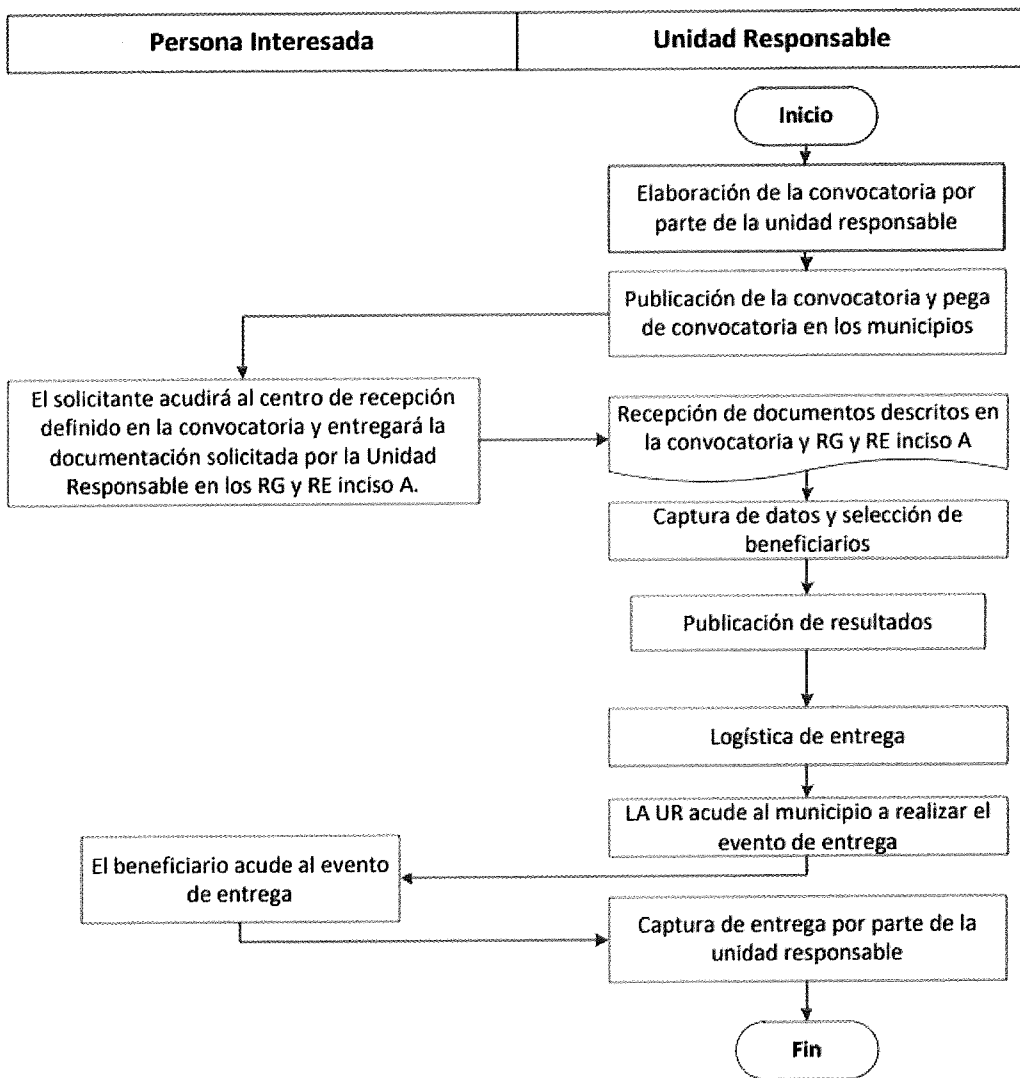 Persona Interesada
Unidad Responsable
Inicio
Elaboración de la convocatoria por
parte de la unidad responsable
Publicación de la convocatoria y pega
de convocatoria en los municipios
El solicitante acudirá al centro de recepción
definido en la convocatoria y entregará la
documentación solicitada por la Unidad
Responsable en los RG y RE inciso A.
Recepción de documentos descritos en
la convocatoria y RG y RE inciso A
Captura de datos y selección de
beneficiarios
Publicación de resultados
Logística de entrega
LA UR acude al municipio a realizar el
evento de entrega
El beneficiario acude al evento
de entrega
Captura de entrega por parte de la
unidad responsable
Fin